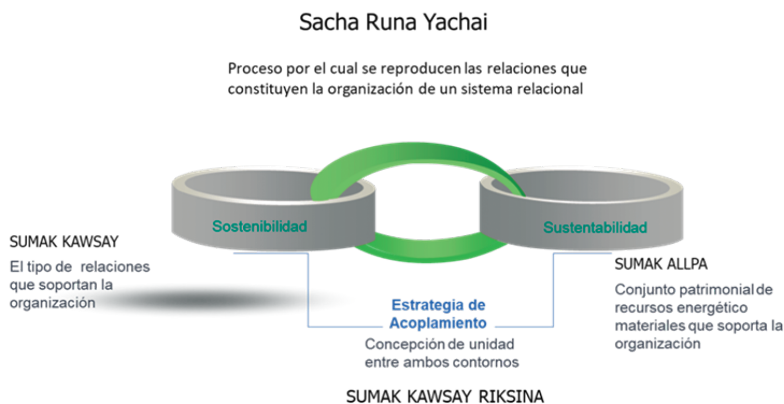 Sacha Runa Yachai
Proceso por el cual se reproducen las relaciones que
constituyen la organización de un sistema relacional
Sostenibilidad
Sustentabilidad
SUMAK KAWSAY
El tipo de relaciones
que soportan la
organización
SUMAK ALLPA
Conjunto patrimonial de
recursos energético
materiales que soporta la
organización
Estrategia de
Acoplamiento
Concepción de unidad
entre ambos contornos
SUMAK KAWSAY RIKSINA